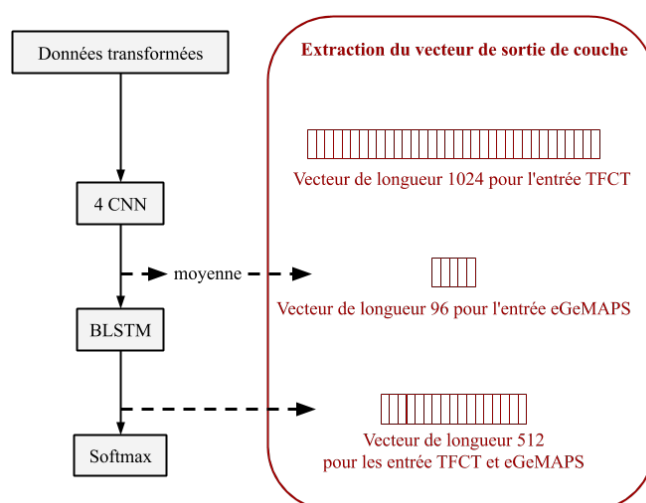 Données transformées
4 CNN
moyenne
BLSTM
Softmax
Extraction du vecteur de sortie de couche
Vecteur de longueur 1024 pour l'entrée TFCT
Vecteur de longueur 96 pour l'entrée eGeMAPS
Vecteur de longueur 512
pour les entrée TFCT et eGeMAPS